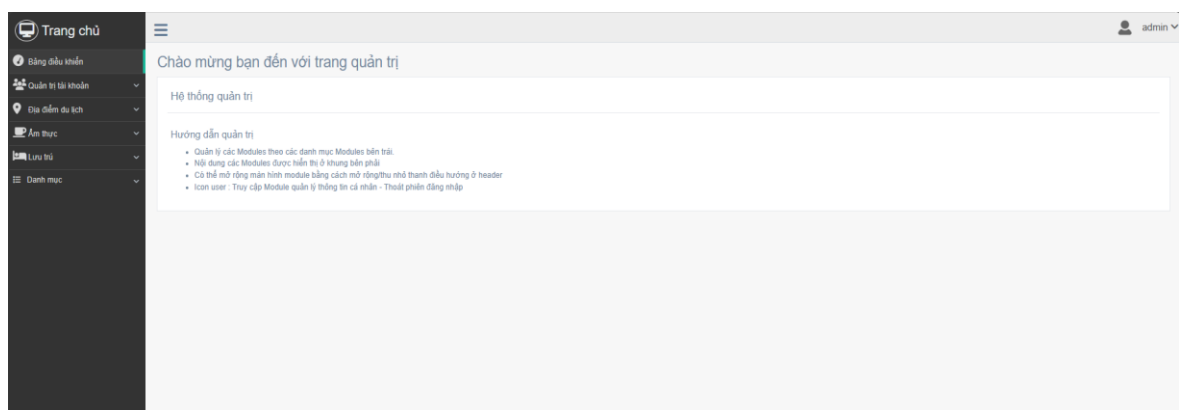 Trang chủ
admin
Bảng điều khiển
Quản trị tài khoản
Địa điểm du lịch
Ẩm thực
Lưu trú
Danh mục
Chào mừng bạn đến với trang quản trị
Hệ thống quản trị
Hướng dẫn quản trị
Quản lý các Modules theo các danh mục Modules bên trái.
Nội dung các Modules được hiển thị ở khung bên phải
Có thể mở rộng màn hình module bằng cách mở rộng/thu nhỏ thanh điều hướng ở header
Icon user : Truy cập Module quản lý thông tin cá nhân - Thoát phiên đăng nhập